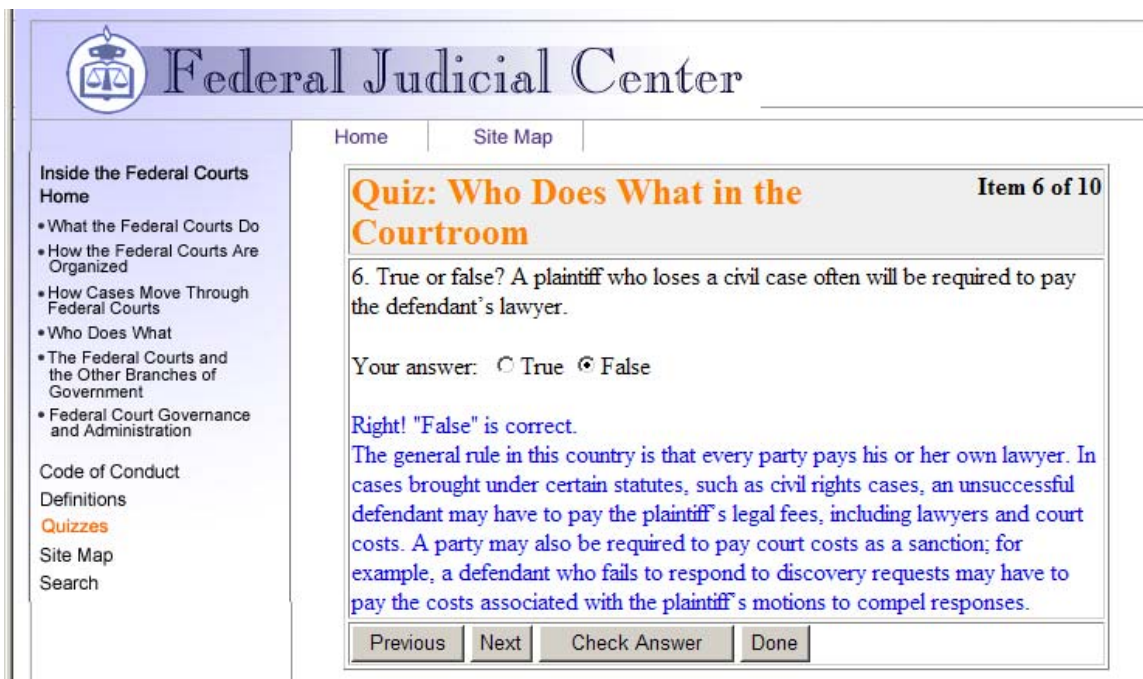 Federal Judicial Center
Home
Site Map
Inside the Federal Courts
Home
• What the Federal Courts Do
• How the Federal Courts Are
Organized
• How Cases Move Through
Federal Courts
• Who Does What
• The Federal Courts and
the Other Branches of
Government
• Federal Court Governance
and Administration
Code of Conduct
Definitions
Quizzes
Site Map
Search
Quiz: Who Does What in the
Courtroom
Item 6 of 10
6. True or false? A plaintiff who loses a civil case often will be required to pay
the defendant's lawyer.
Your answer: True False
Right! "False" is correct.
The general rule in this country is that every party pays his or her own lawyer. In
cases brought under certain statutes, such as civil rights cases, an unsuccessful
defendant may have to pay the plaintiff's legal fees, including lawyers and court
costs. A party may also be required to pay court costs as a sanction; for
example, a defendant who fails to respond to discovery requests may have to
pay the costs associated with the plaintiff's motions to compel responses.
Previous Next Check Answer Done